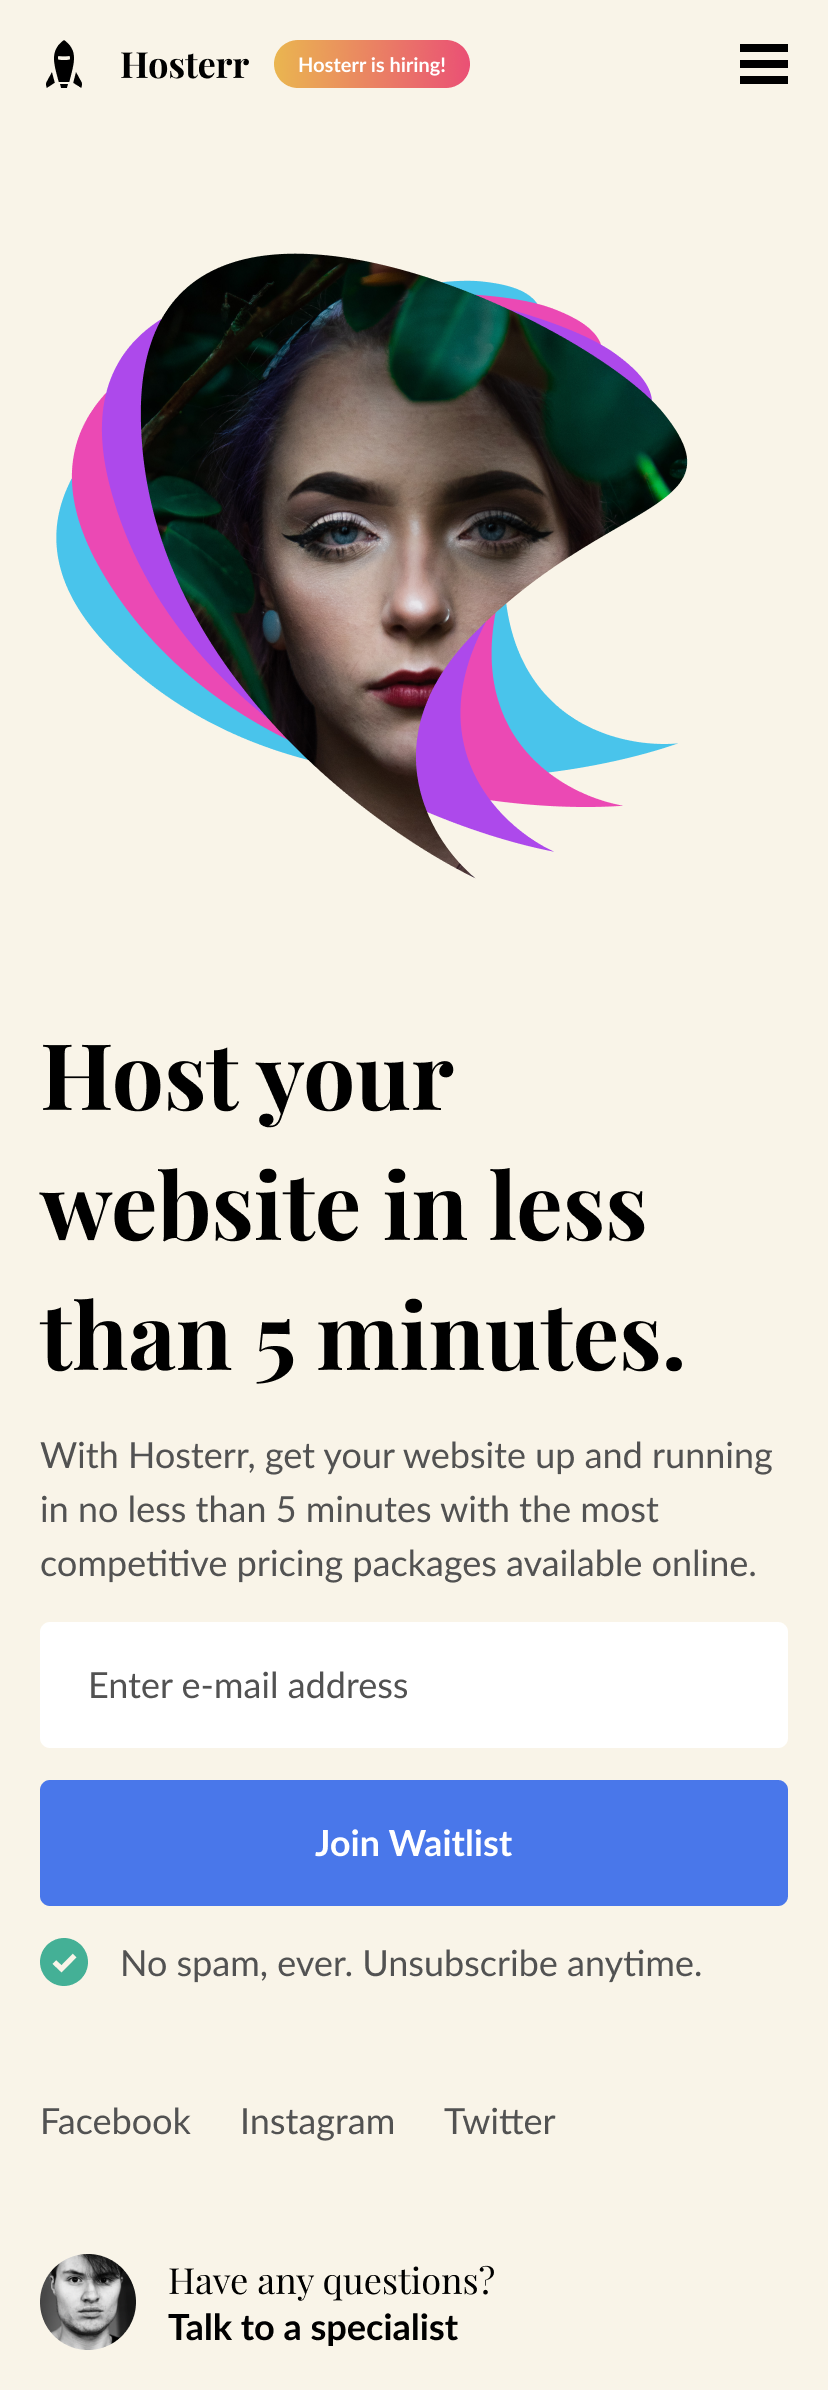 Hosterr
Hosterr is hiring!
Host your
website in less
than 5 minutes.
With Hosterr, get your website up and running
in no less than 5 minutes with the most
competitive pricing packages available online.
Enter e-mail address
Join Waitlist
No spam, ever. Unsubscribe anytime.
Facebook Instagram Twitter
Have any questions?
Talk to a specialist